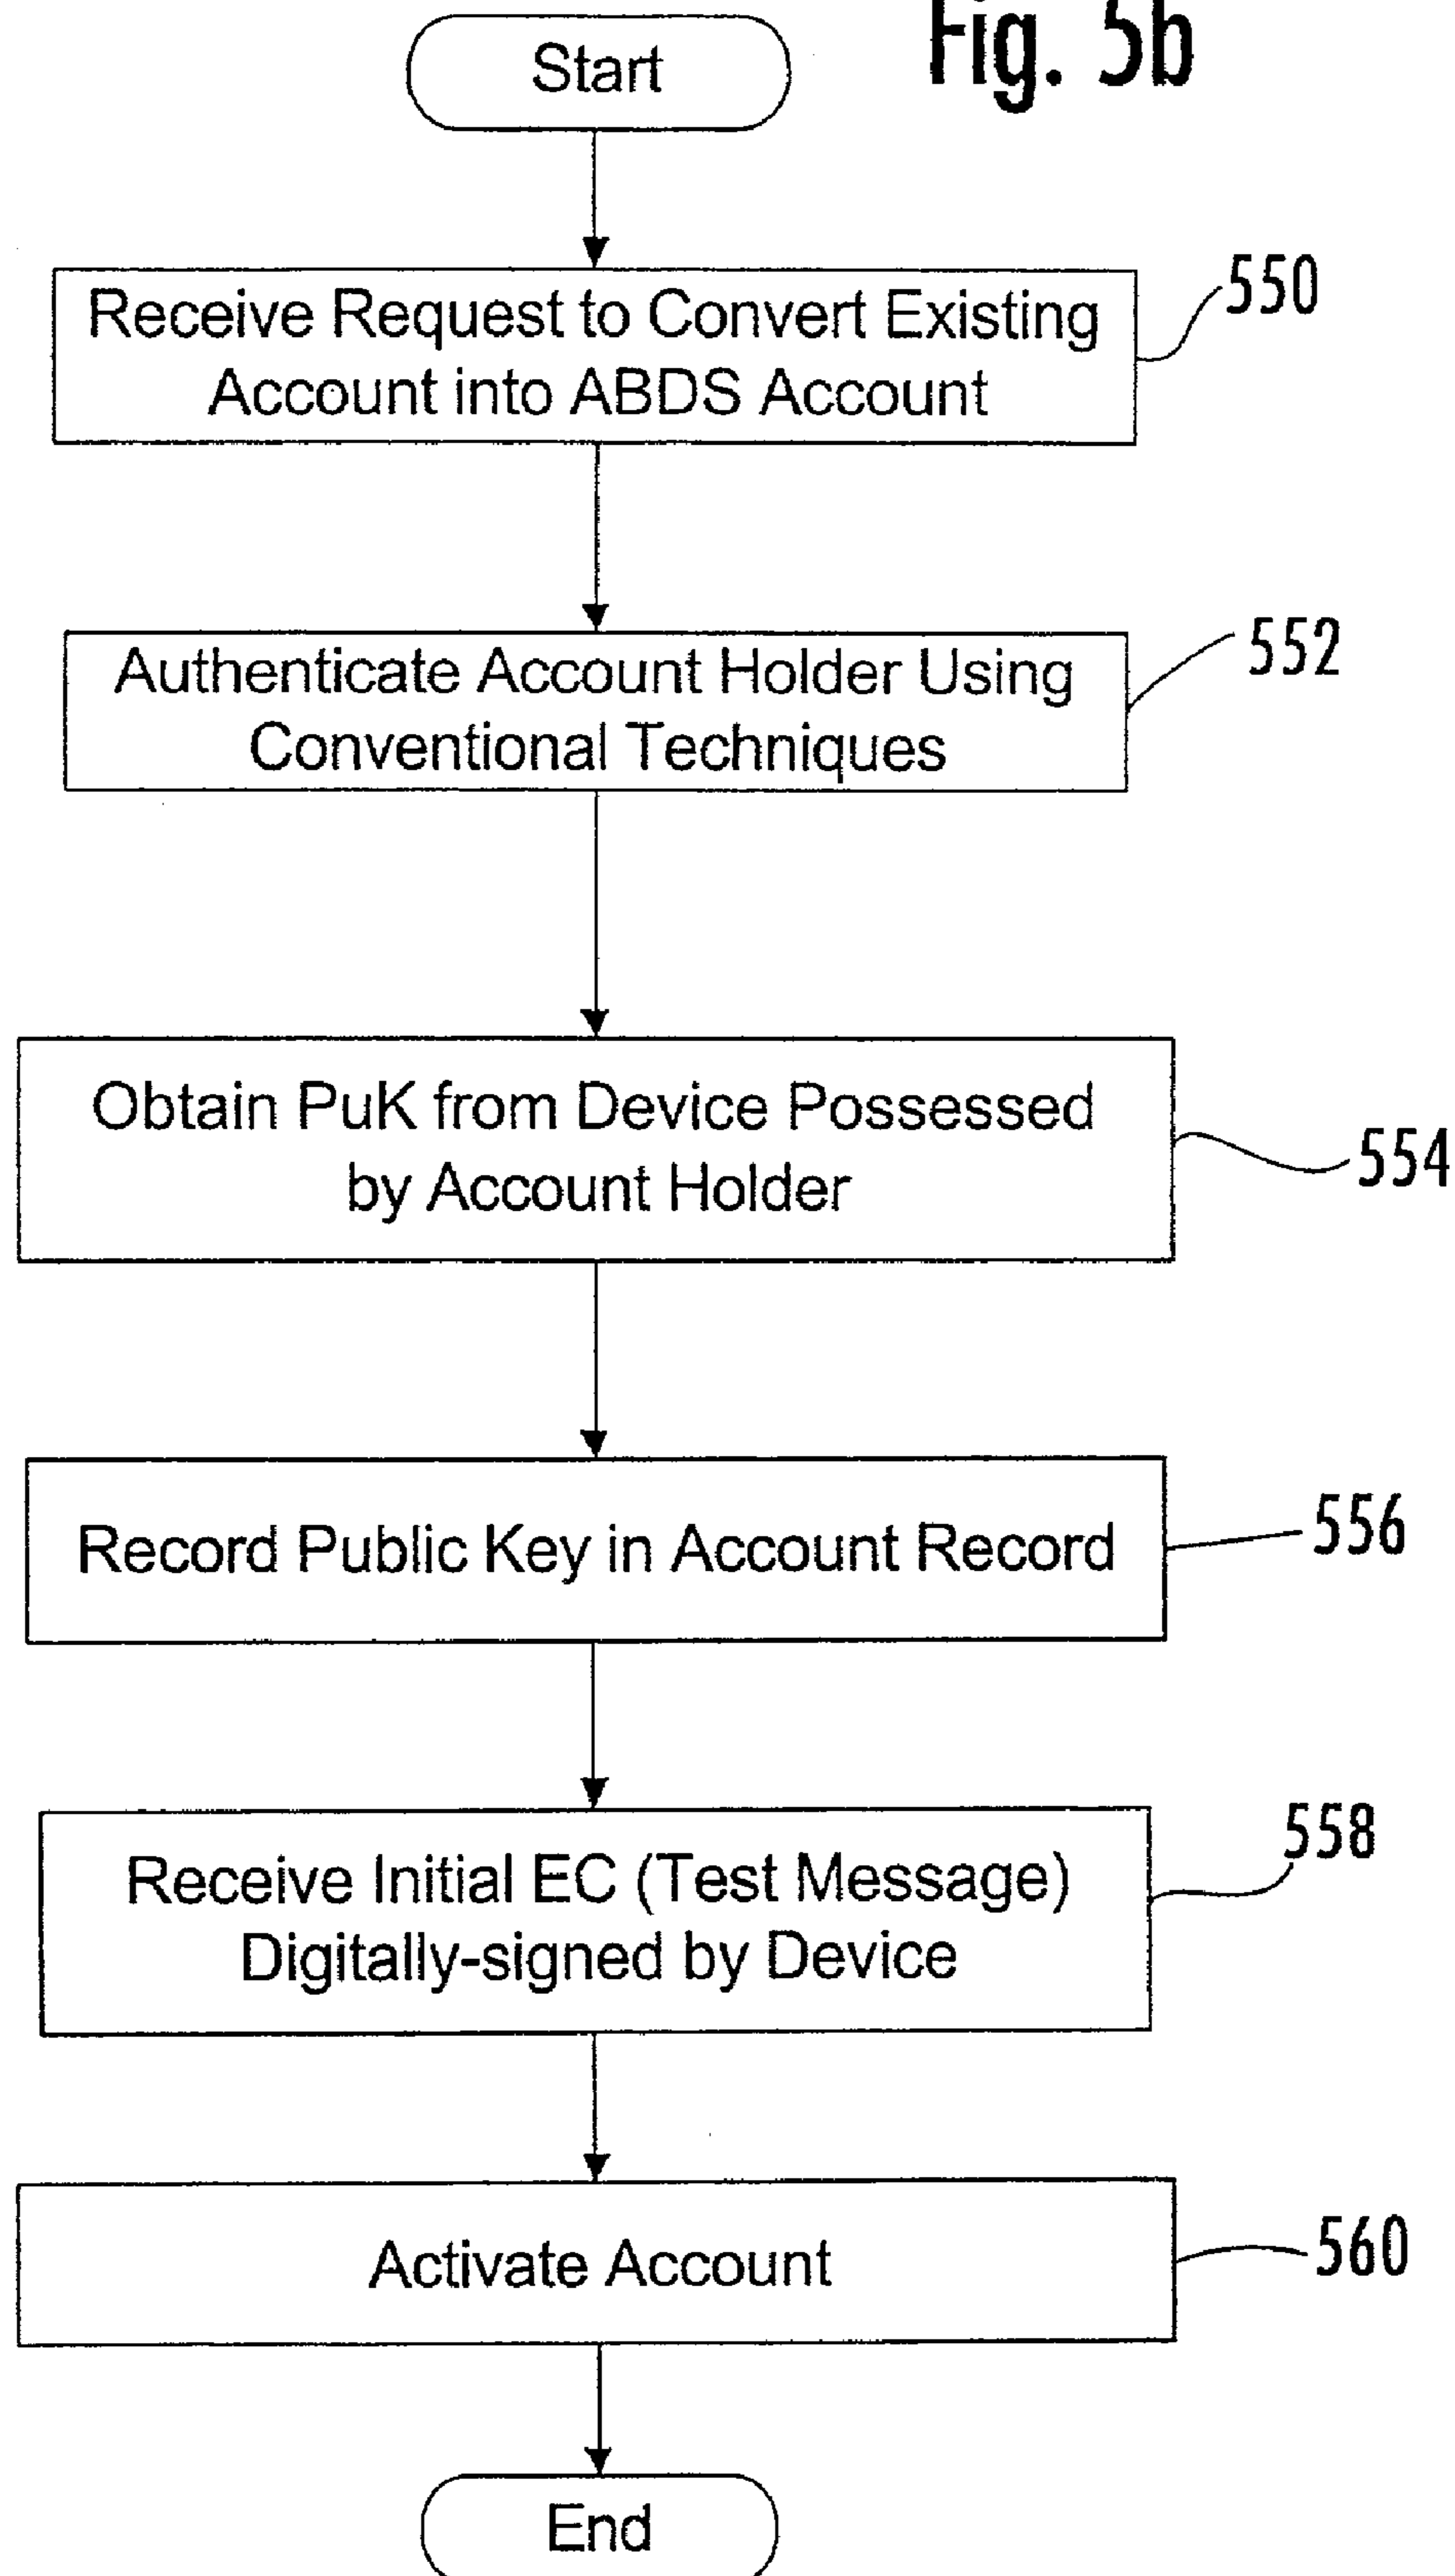 Fig. 5b
Start
Receive Request to Convert Existing
Account into ABDS Account
550
Authenticate Account Holder Using
Conventional Techniques
552
Obtain PuK from Device Possessed
by Account Holder
554
Record Public Key in Account Record
556
Receive Initial EC (Test Message)
Digitally-signed by Device
558
Activate Account
560
End